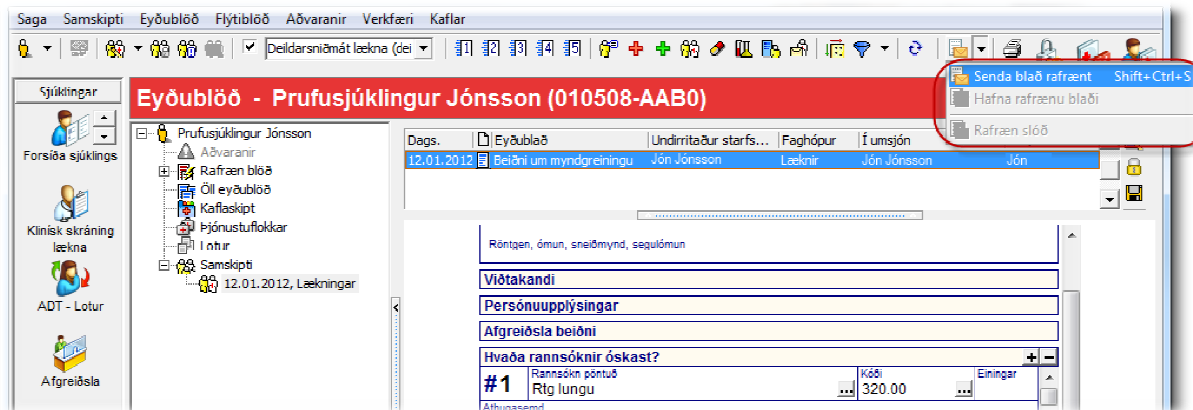 Saga Samskipti Eyðublöð Flýtiblöð Aðvaranir Verkfæri Kaflar
Deildarsniðmát lækna (dei
Senda blað rafrænt Shift+Ctrl+S
Hafna rafrænu blaði
Rafræn slóð
Sjúklingar
Forsíða sjúklings
Klínísk skráning
lækna
ADT - Lotur
Afgreiðsla
Eyðublöð - Prufusjúklingur Jónsson (010508-AAB0)
Prufusjúklingur Jónsson
Aðvaranir
Rafræn blöð
Öll eyðublöð
Kaflaskipt
Þjónustuflokkar
Lotur
Samskipti
12.01.2012, Lækningar
Dags. Eyðublað Undirritaður starfs... Faghópur Í umsjón
12.01.2012 Beiðni um myndgreiningu Jón Jónsson Læknir Jón Jónsson Jón
Röntgen, ómun, sneiðmynd, segulómun
Viðtakandi
Persónuupplýsingar
Afgreiðsla beiðni
Hvaða rannsóknir óskast?
#1 Rannsókn pöntuð Kóði Einingar
Rtg lungu ... 320.00 ...
Athugasemd